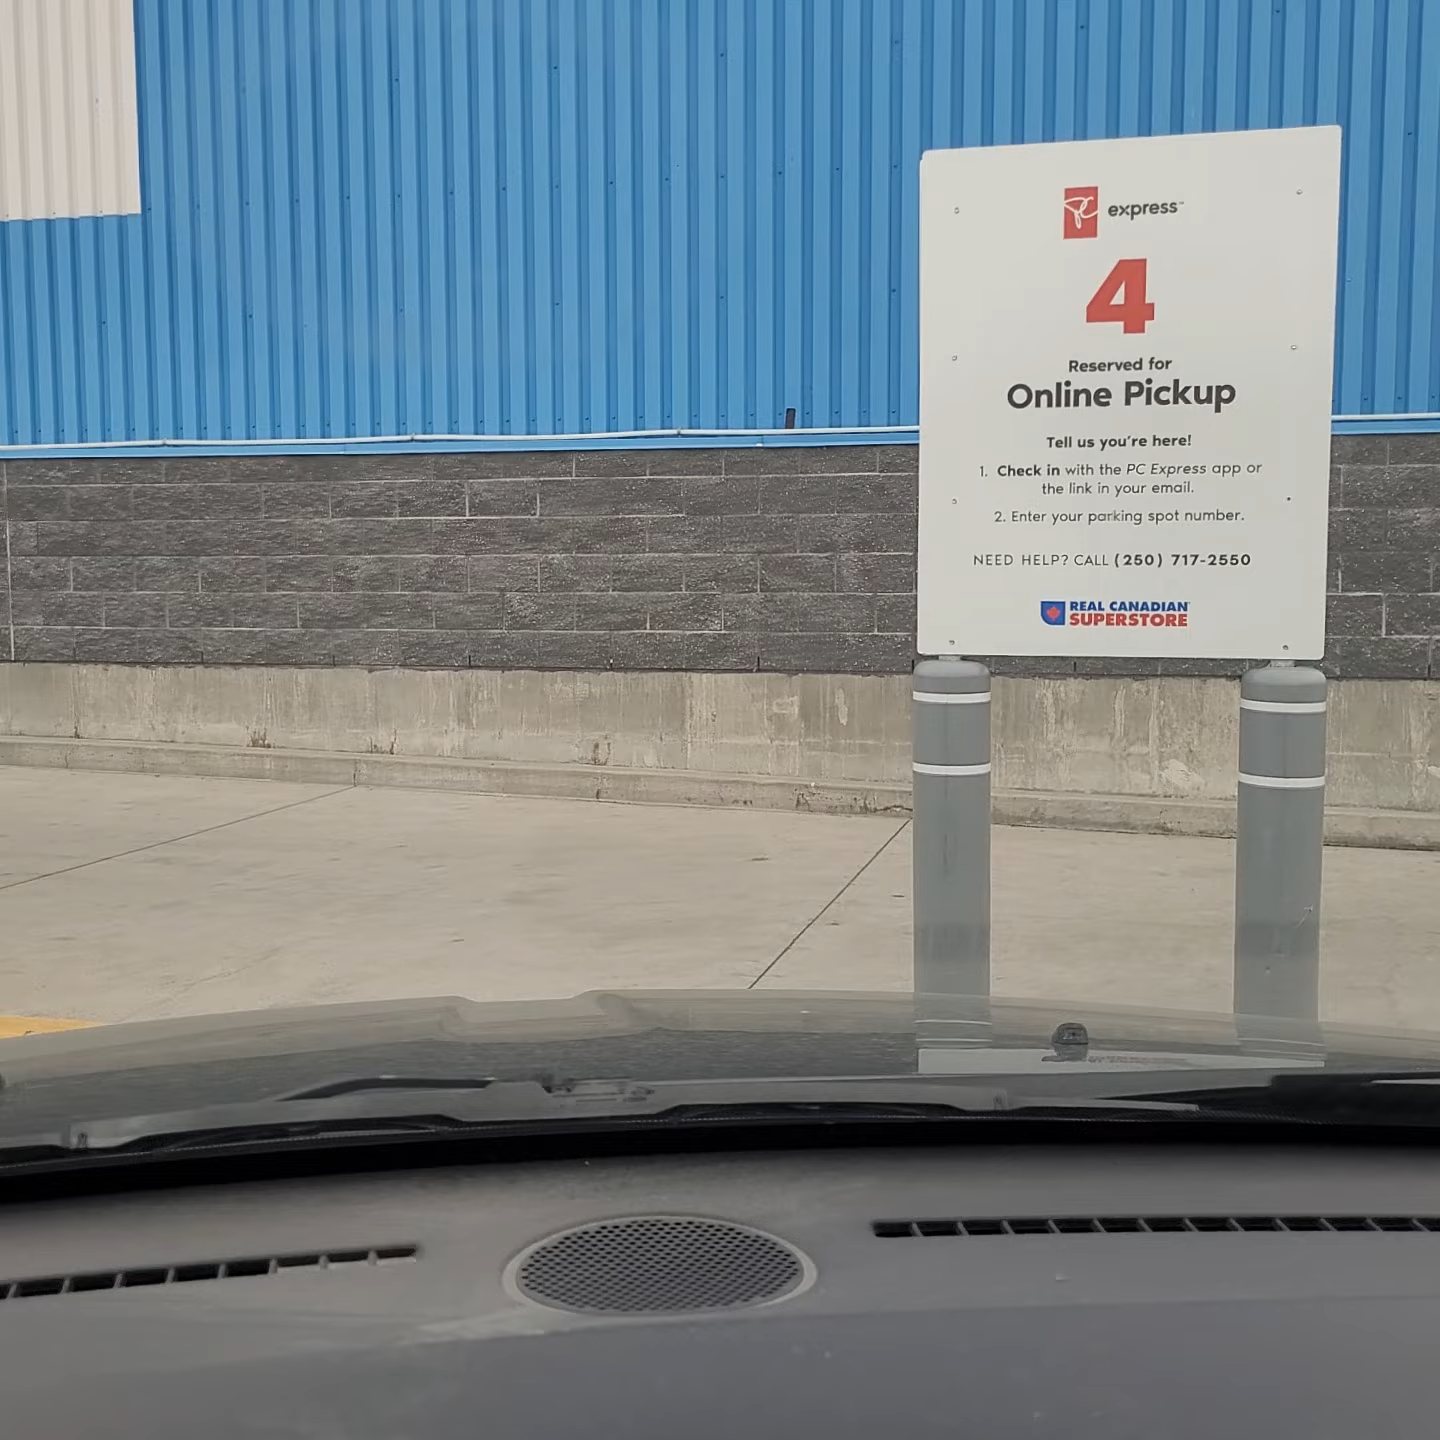 PC express™
4
Reserved for
Online Pickup
Tell us you're here!
1. Check in with the PC Express app or
the link in your email.
2. Enter your parking spot number.
NEED HELP? CALL (250) 717-2550
REAL CANADIAN
SUPERSTORE